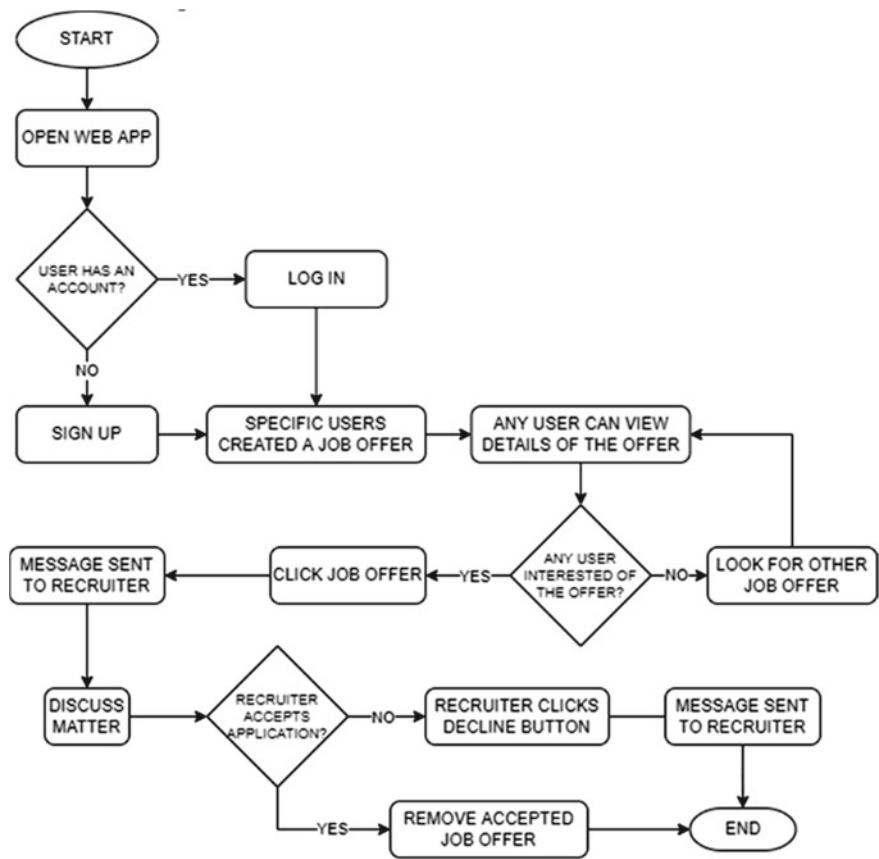 START
OPEN WEB APP
USER HAS AN
ACCOUNT?
YES
LOG IN
NO
SIGN UP
SPECIFIC USERS
CREATED A JOB OFFER
ANY USER CAN VIEW
DETAILS OF THE OFFER
MESSAGE SENT
TO RECRUITER
CLICK JOB OFFER
YES
ANY USER
INTERESTED OF
THE OFFER?
NO
LOOK FOR OTHER
JOB OFFER
DISCUSS
MATTER
RECRUITER
ACCEPTS
APPLICATION?
NO
RECRUITER CLICKS
DECLINE BUTTON
MESSAGE SENT
TO RECRUITER
YES
REMOVE ACCEPTED
JOB OFFER
END